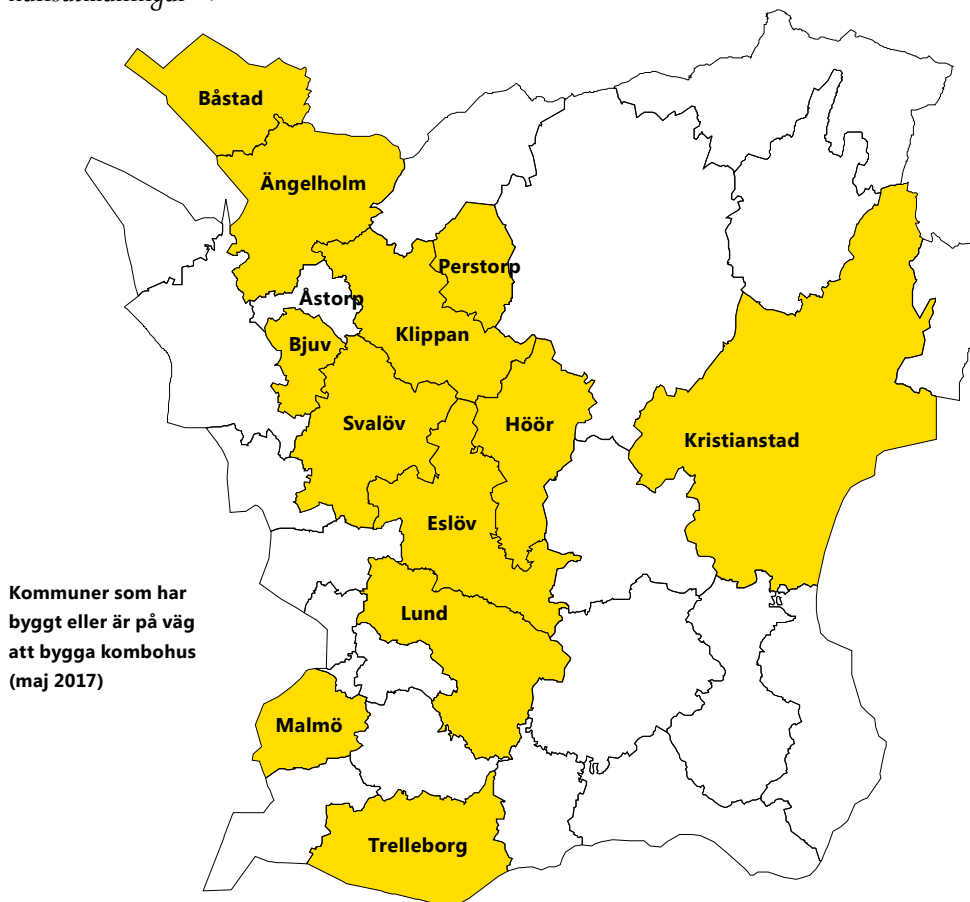 Båstad
Ängelholm
Perstorp
Åstorp
Klippan
Bjuv
Svalöv
Höör
Kristianstad
Eslöv
Kommuner som har
byggt eller är på väg
att bygga kombohus
(maj 2017)
Lund
Malmö
Trelleborg